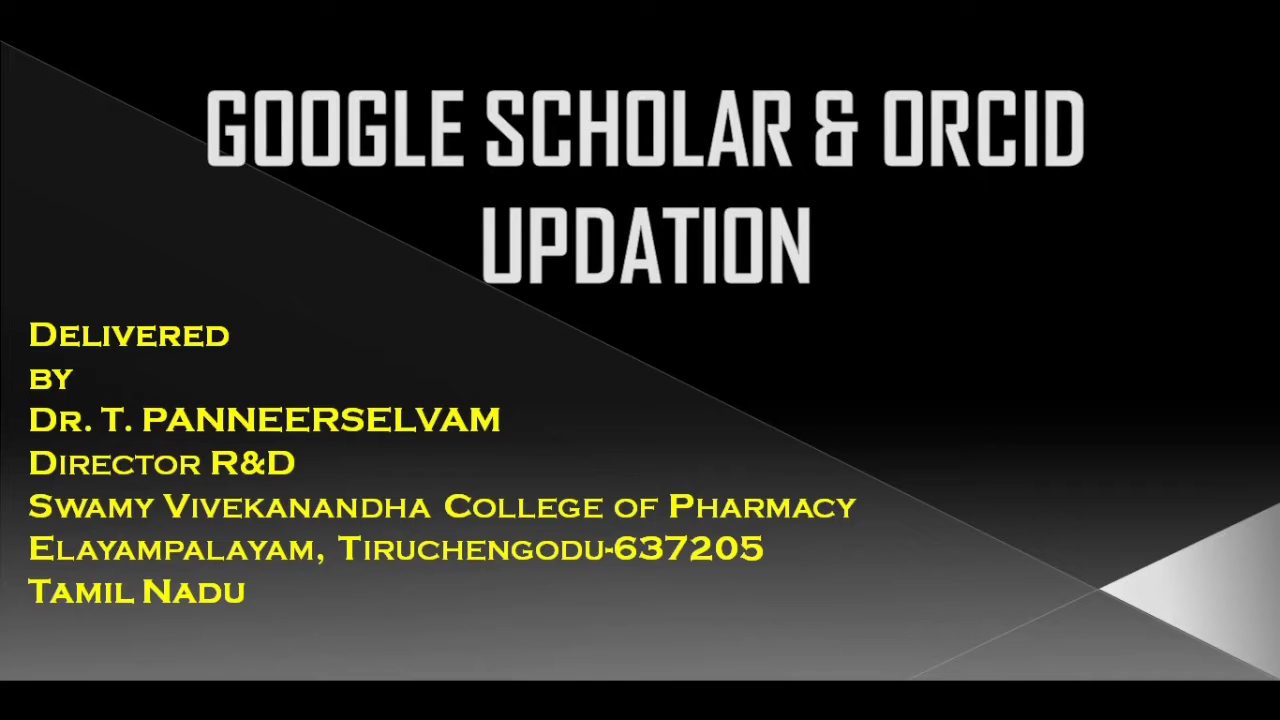 GOOGLE SCHOLAR & ORCID
UPDATION
Delivered
by
Dr. T. PANNEERSELVAM
Director R&D
Swamy Vivekanandha College of Pharmacy
Elayampalayam, Tiruchengodu-637205
Tamil Nadu